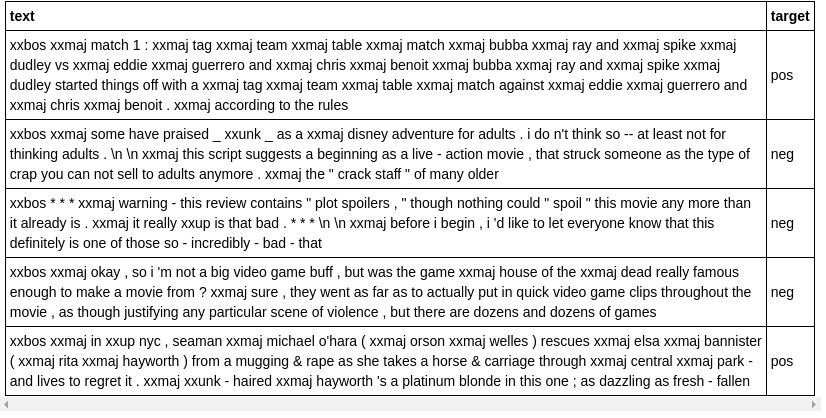 text target
xxbos xxmaj match 1 : xxmaj tag xxmaj team xxmaj table xxmaj match xxmaj bubba xxmaj ray and xxmaj spike xxmaj
dudley vs xxmaj eddie xxmaj guerrero and xxmaj chris xxmaj benoit xxmaj bubba xxmaj ray and xxmaj spike xxmaj
dudley started things off with a xxmaj tag xxmaj team xxmaj table xxmaj match against xxmaj eddie xxmaj guerrero and
xxmaj chris xxmaj benoit . xxmaj according to the rules
pos
xxbos xxmaj some have praised _ xxunk _ as a xxmaj disney adventure for adults . i do n't think so -- at least not for
thinking adults . \n \n xxmaj this script suggests a beginning as a live - action movie , that struck someone as the type of
crap you can not sell to adults anymore . xxmaj the " crack staff " of many older
neg
xxbos * * * xxmaj warning - this review contains " plot spoilers , " though nothing could " spoil " this movie any more than
it already is . xxmaj it really xxup is that bad . * * * \n \n xxmaj before i begin , i 'd like to let everyone know that this
definitely is one of those so - incredibly - bad - that
neg
xxbos xxmaj okay , so i 'm not a big video game buff , but was the game xxmaj house of the xxmaj dead really famous
enough to make a movie from ? xxmaj sure , they went as far as to actually put in quick video game clips throughout the
movie , as though justifying any particular scene of violence , but there are dozens and dozens of games
neg
xxbos xxmaj in xxup nyc , seaman xxmaj michael o'hara ( xxmaj orson xxmaj welles ) rescues xxmaj elsa xxmaj bannister
( xxmaj rita xxmaj hayworth ) from a mugging & rape as she takes a horse & carriage through xxmaj central xxmaj park -
and lives to regret it . xxmaj xxunk - haired xxmaj hayworth 's a platinum blonde in this one ; as dazzling as fresh - fallen
pos